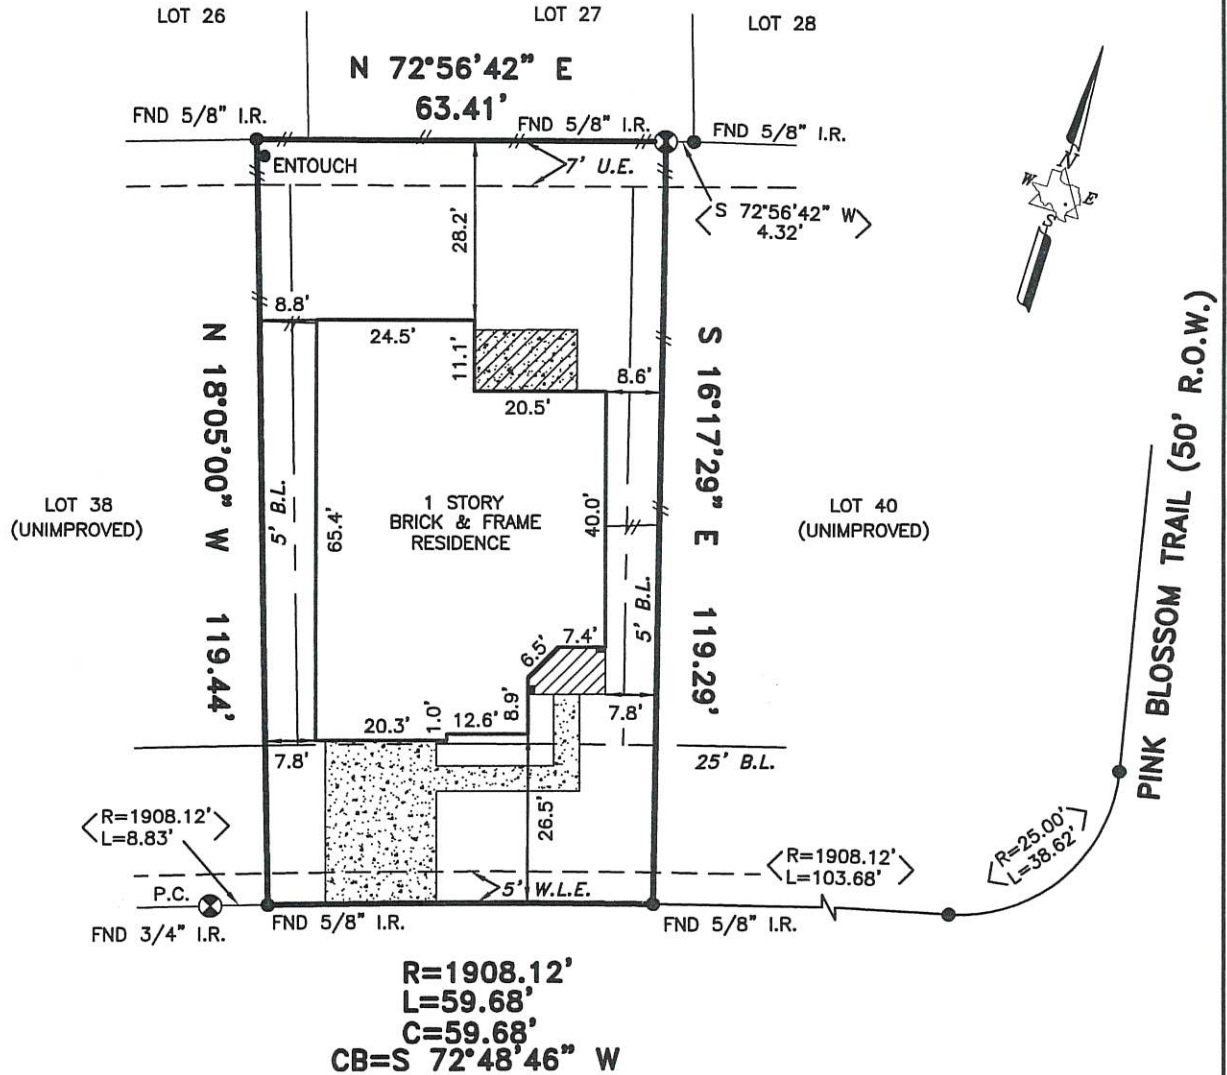 LOT 26
LOT 27
LOT 28
N 72°56'42" E
63.41'
FND 5/8" I.R.
FND 5/8" I.R.
FND 5/8" I.R.
ENTOUCH
7' U.E.
S 72°56'42" W
4.32'
N
W
E
S
28.2'
8.8'
24.5'
11.1'
20.5'
8.6'
N 18°05'00" W 119.44'
S 16°17'29" E 119.29'
PINK BLOSSOM TRAIL (50' R.O.W.)
LOT 38
(UNIMPROVED)
5' B.L.
65.4'
1 STORY
BRICK & FRAME
RESIDENCE
40.0'
LOT 40
(UNIMPROVED)
5' B.L.
6.5'
7.4'
8.9'
7.8'
20.3'
1.0'
12.6'
7.8'
25' B.L.
26.5'
R=1908.12'
L=8.83'
R=1908.12'
L=103.68'
R=25.00'
L=38.62'
P.C.
5' W.L.E.
FND 3/4" I.R.
FND 5/8" I.R.
FND 5/8" I.R.
R=1908.12'
L=59.68'
C=59.68'
CB=S 72°48'46" W